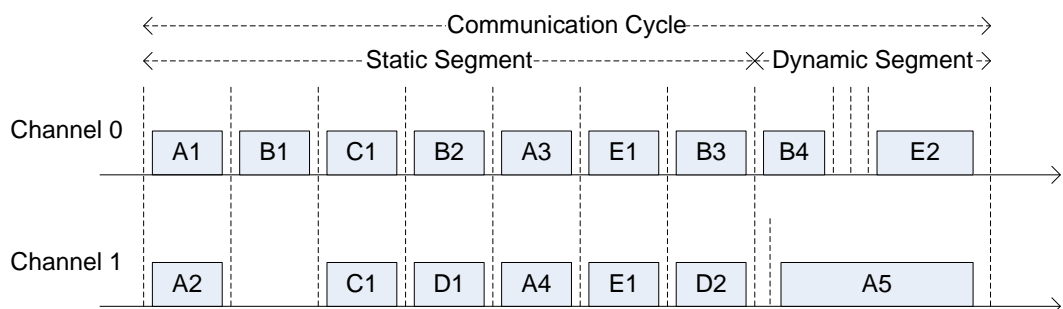 Communication Cycle
Static Segment Dynamic Segment
Channel 0
A1 B1 C1 B2 A3 E1 B3 B4 E2
Channel 1
A2 C1 D1 A4 E1 D2 A5